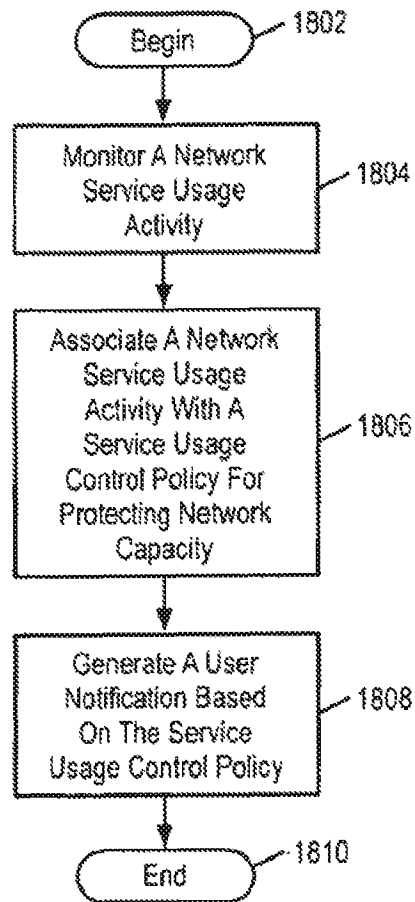 Begin
1802
Monitor A Network
Service Usage
Activity
1804
Associate A Network
Service Usage
Activity With A
Service Usage
Control Policy For
Protecting Network
Capacity
1806
Generate A User
Notification Based
On The Service
Usage Control Policy
1808
End
1810